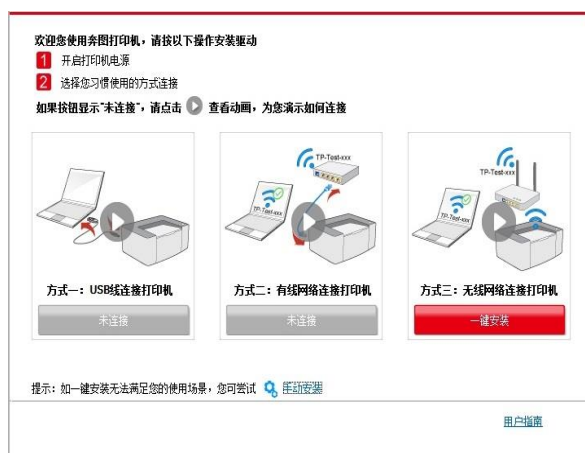 欢迎您使用奔图打印机，请按以下操作安装驱动
1 开启打印机电源
2 选择您习惯使用的方式连接
如果按钮显示"未连接"，请点击 查看动画，为您演示如何连接
TP-Test-xxx
TP-Test-xxx
TP-Test-xxx
方式一：USB线连接打印机
方式二：有线网络连接打印机
方式三：无线网络连接打印机
未连接
未连接
一键安装
提示：如一键安装无法满足您的使用场景，您可尝试 手动安装
用户指南